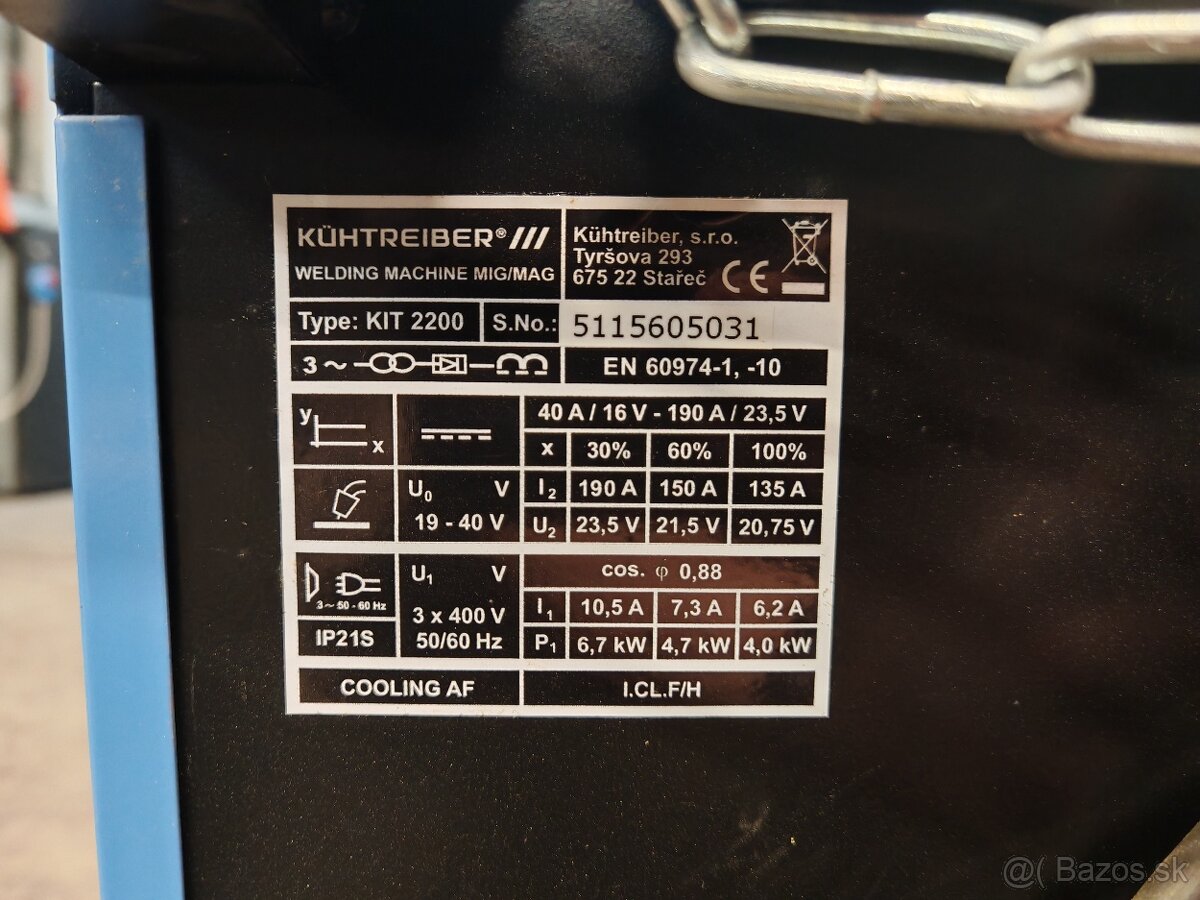 KÜHTREIBER®///
WELDING MACHINE MIG/MAG
Kühtreiber, s.r.o.
Tyršova 293
675 22 Stařeč
CE
Type: KIT 2200
S.No.: 5115605031
3~
EN 60974-1, -10
y
x
40 A / 16 V - 190 A / 23,5 V
x 30% 60% 100%
U0 V
19 - 40 V
I2 190 A 150 A 135 A
U2 23,5 V 21,5 V 20,75 V
3~ 50 - 60 Hz
IP21S
U1 V
3 x 400 V
50/60 Hz
cos. φ 0,88
I1 10,5 A 7,3 A 6,2 A
P1 6,7 kW 4,7 kW 4,0 kW
COOLING AF
I.CL.F/H
@( Bazos.sk